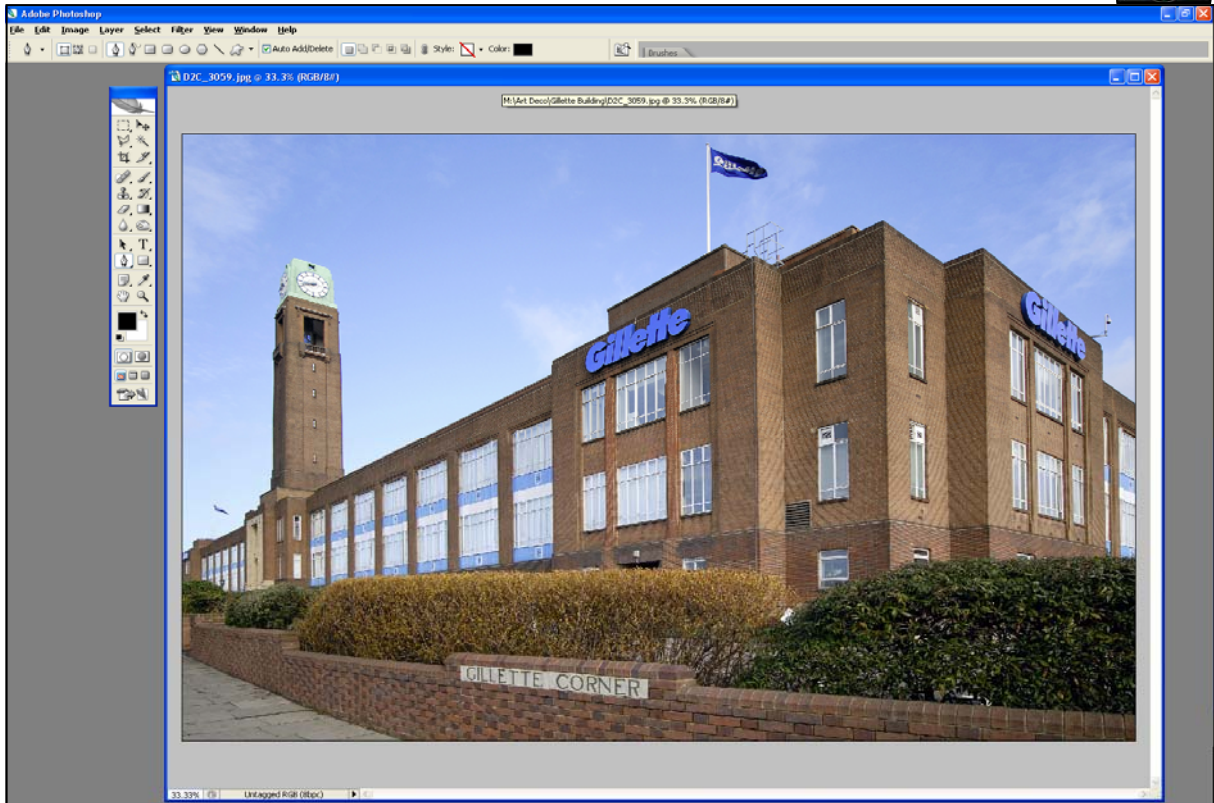 Adobe Photoshop
File Edit Image Layer Select Filter View Window Help
Auto Add/Delete Style: Color: Brushes
D2C_3059.jpg @ 33.3% (RGB/8#)
M:\Art Deco\Gillette Building\D2C_3059.jpg @ 33.3% (RGB/8#)
T
Gillette
Gillette
Gillette
GILLETTE CORNER
33.33% Untagged RGB (8bpc)